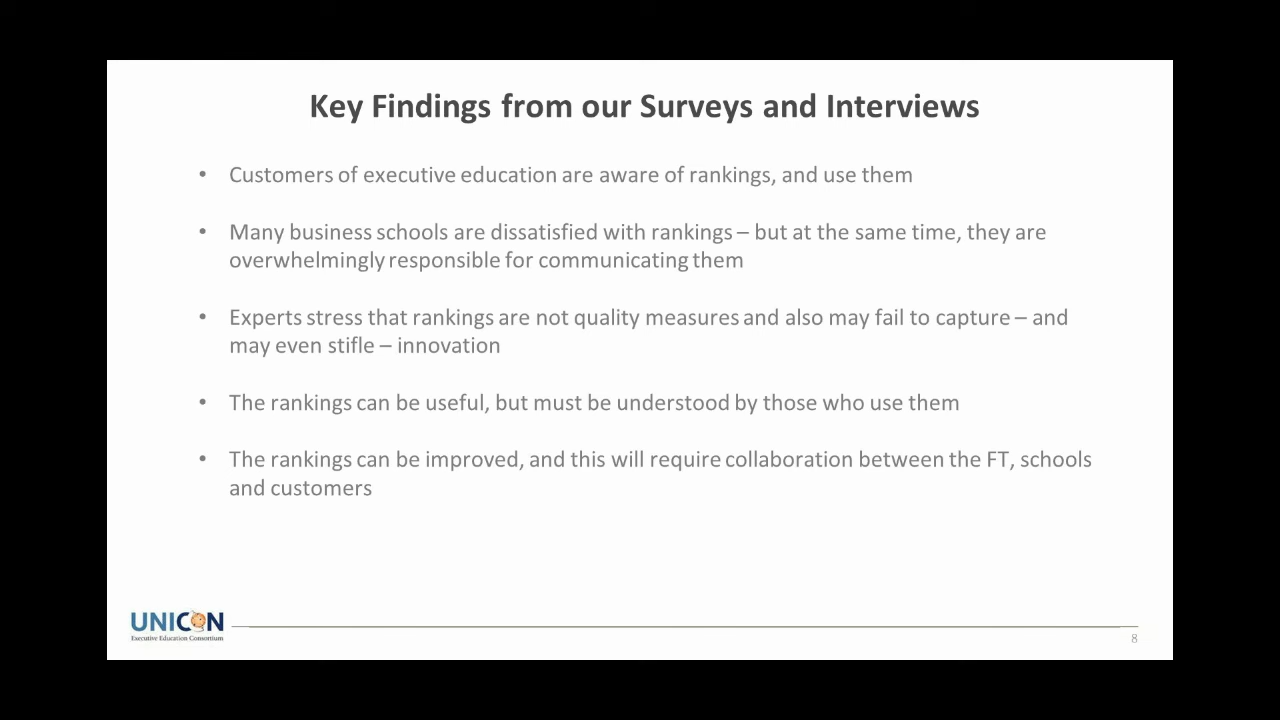 Key Findings from our Surveys and Interviews
• Customers of executive education are aware of rankings, and use them
• Many business schools are dissatisfied with rankings – but at the same time, they are
overwhelmingly responsible for communicating them
• Experts stress that rankings are not quality measures and also may fail to capture – and
may even stifle – innovation
• The rankings can be useful, but must be understood by those who use them
• The rankings can be improved, and this will require collaboration between the FT, schools
and customers
UNICON
Executive Education Consortium
8